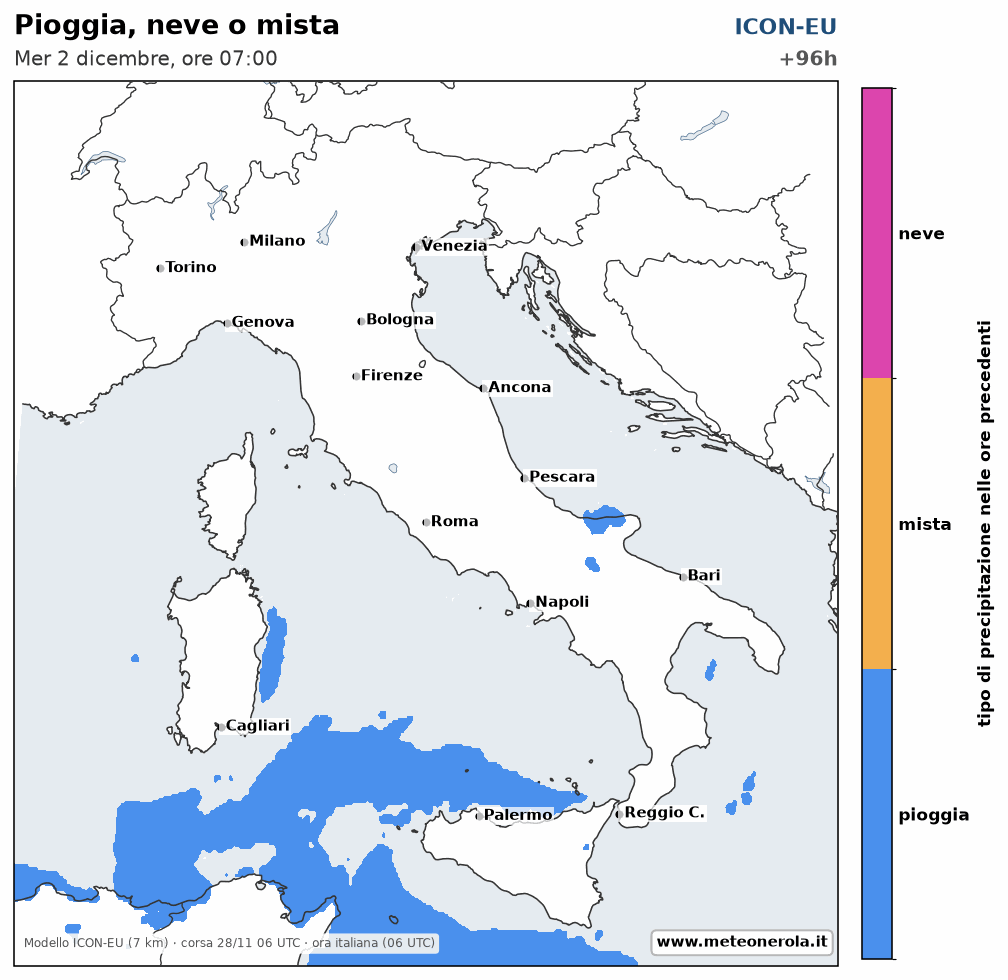 Pioggia, neve o mista
ICON-EU
Mer 2 dicembre, ore 07:00
+96h
neve
mista
pioggia
tipo di precipitazione nelle ore precedenti
Milano
Venezia
Torino
Genova
Bologna
Firenze
Ancona
Pescara
Roma
Bari
Napoli
Cagliari
Palermo
Reggio C.
Modello ICON-EU (7 km) · corsa 28/11 06 UTC · ora italiana (06 UTC)
www.meteonerola.it